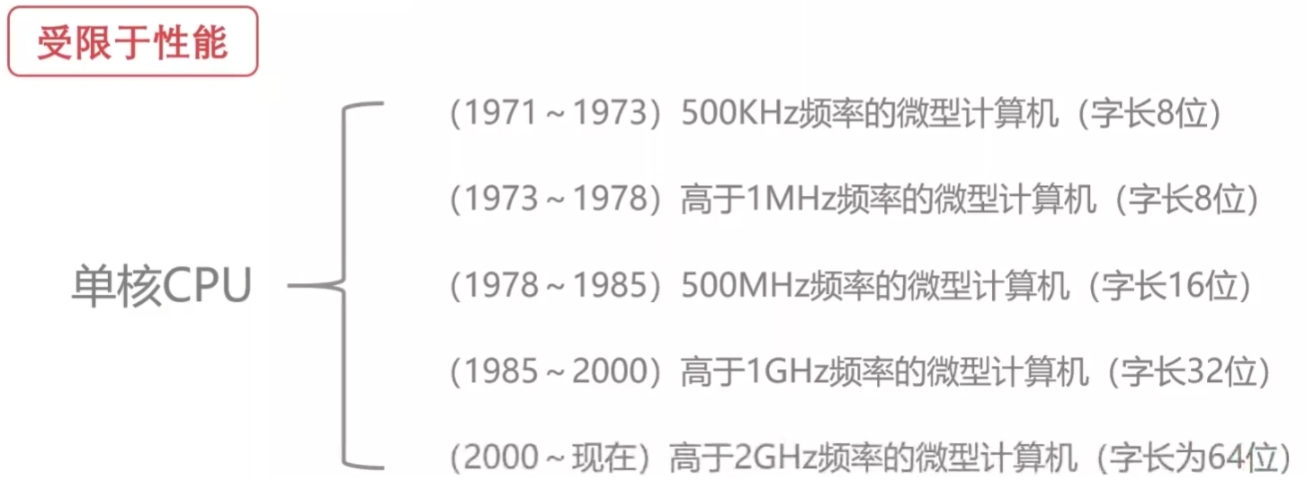 受限于性能
(1971～1973) 500KHz频率的微型计算机（字长8位）
(1973～1978) 高于1MHz频率的微型计算机（字长8位）
单核CPU
(1978～1985) 500MHz频率的微型计算机（字长16位）
(1985～2000) 高于1GHz频率的微型计算机（字长32位）
(2000～现在) 高于2GHz频率的微型计算机（字长为64位）